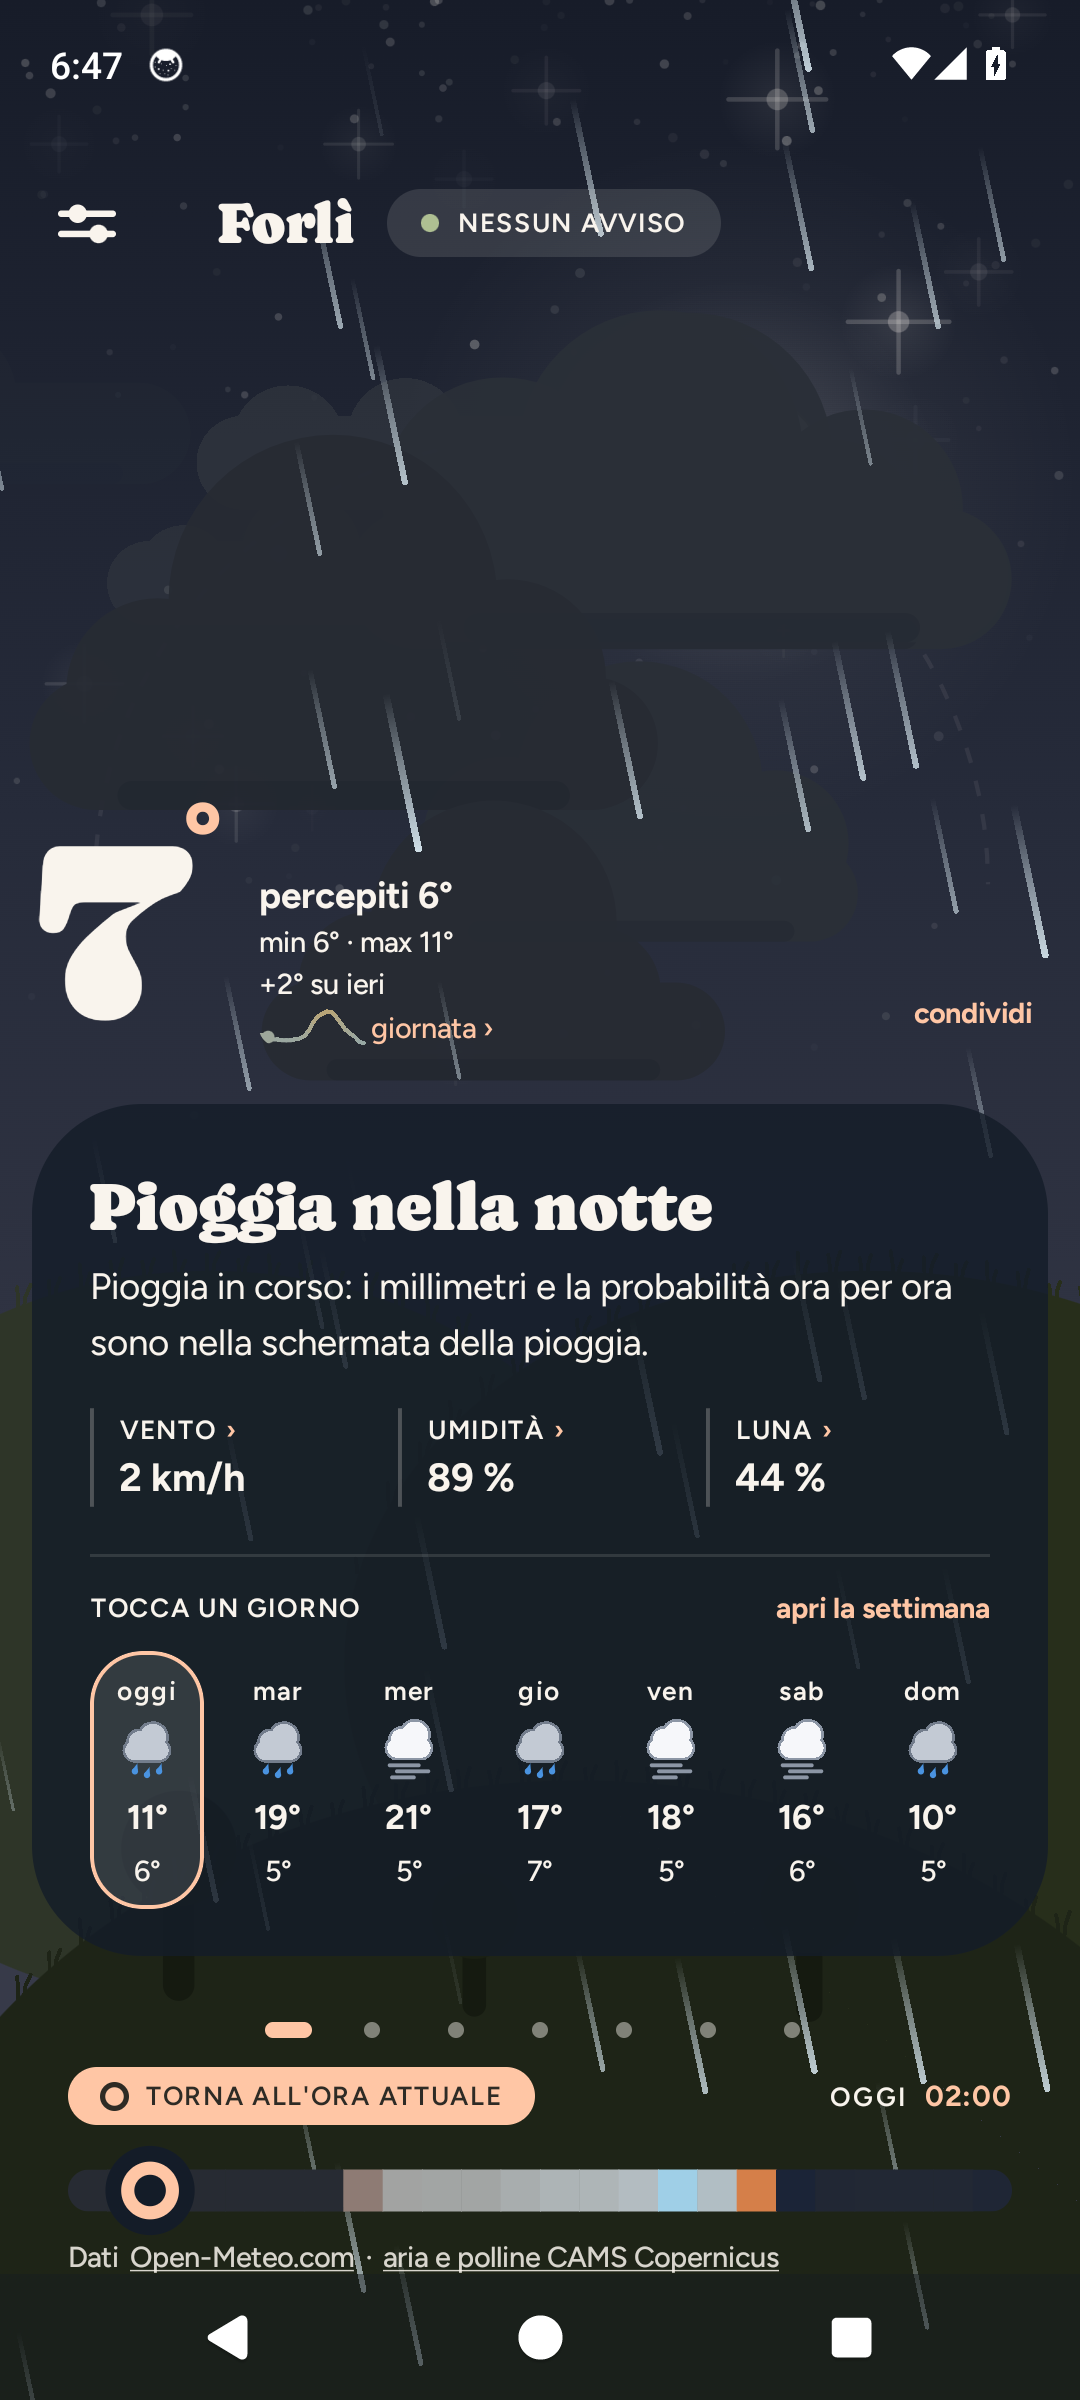 6:47
Forlì
NESSUN AVVISO
7°
percepiti 6°
min 6° · max 11°
+2° su ieri
giornata ›
condividi
Pioggia nella notte
Pioggia in corso: i millimetri e la probabilità ora per ora
sono nella schermata della pioggia.
VENTO › UMIDITÀ › LUNA ›
2 km/h 89 % 44 %
TOCCA UN GIORNO apri la settimana
oggi mar mer gio ven sab dom
11° 19° 21° 17° 18° 16° 10°
6° 5° 5° 7° 5° 6° 5°
TORNA ALL'ORA ATTUALE OGGI 02:00
Dati Open-Meteo.com · aria e polline CAMS Copernicus